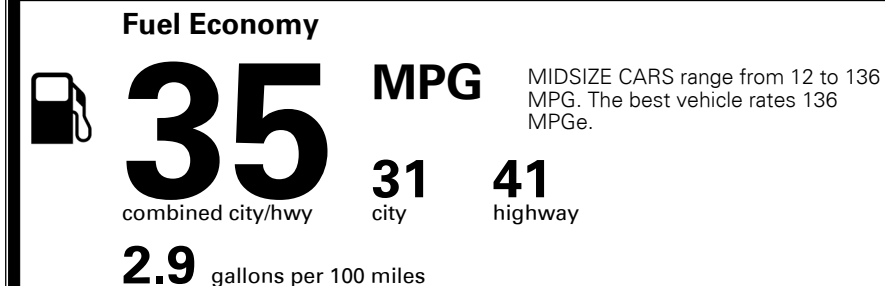 Fuel Economy
35
MPG
MIDSIZE CARS range from 12 to 136
MPG. The best vehicle rates 136
MPGe.
31
41
combined city/hwy
city
highway
2.9 gallons per 100 miles